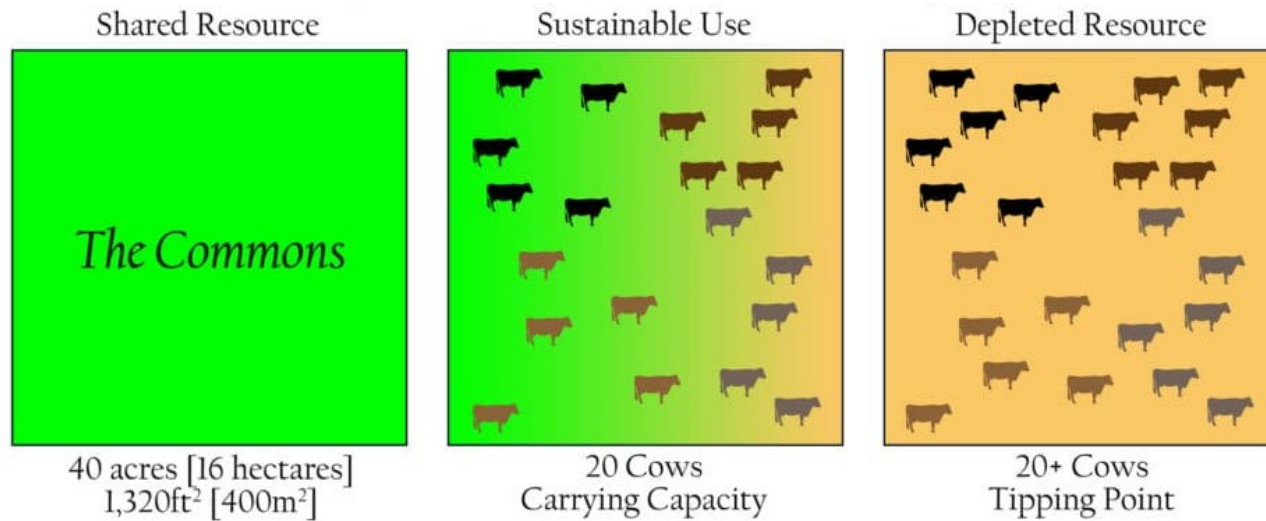 Shared Resource
The Commons
40 acres [16 hectares]
1,320ft² [400m²]
Sustainable Use
20 Cows
Carrying Capacity
Depleted Resource
20+ Cows
Tipping Point